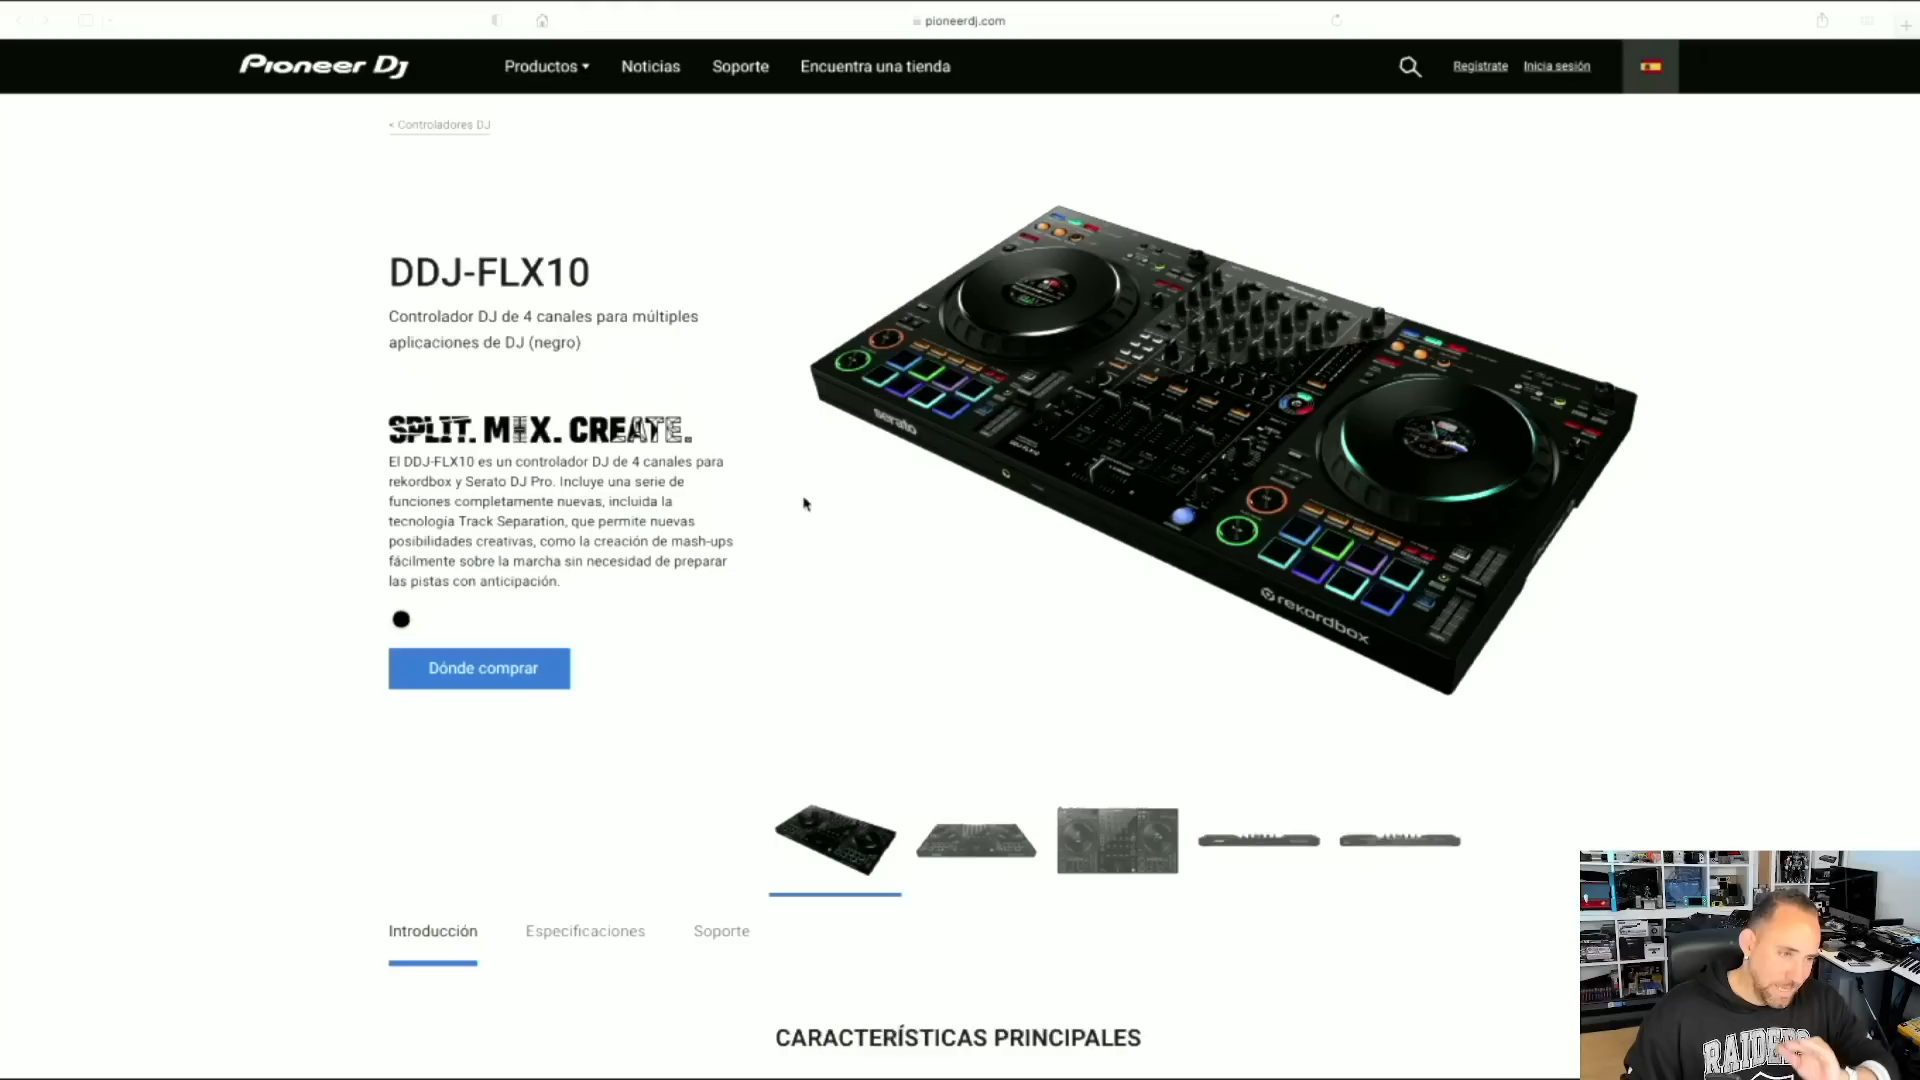 pioneerdj.com
Pioneer Dj
Productos
Noticias
Soporte
Encuentra una tienda
Regístrate
Inicia sesión
< Controladores DJ
DDJ-FLX10
Controlador DJ de 4 canales para múltiples
aplicaciones de DJ (negro)
SPLIT. MIX. CREATE.
El DDJ-FLX10 es un controlador DJ de 4 canales para
rekordbox y Serato DJ Pro. Incluye una serie de
funciones completamente nuevas, incluida la
tecnología Track Separation, que permite nuevas
posibilidades creativas, como la creación de mash-ups
fácilmente sobre la marcha sin necesidad de preparar
las pistas con anticipación.
Dónde comprar
serato
rekordbox
Introducción
Especificaciones
Soporte
CARACTERÍSTICAS PRINCIPALES
RAIDERS